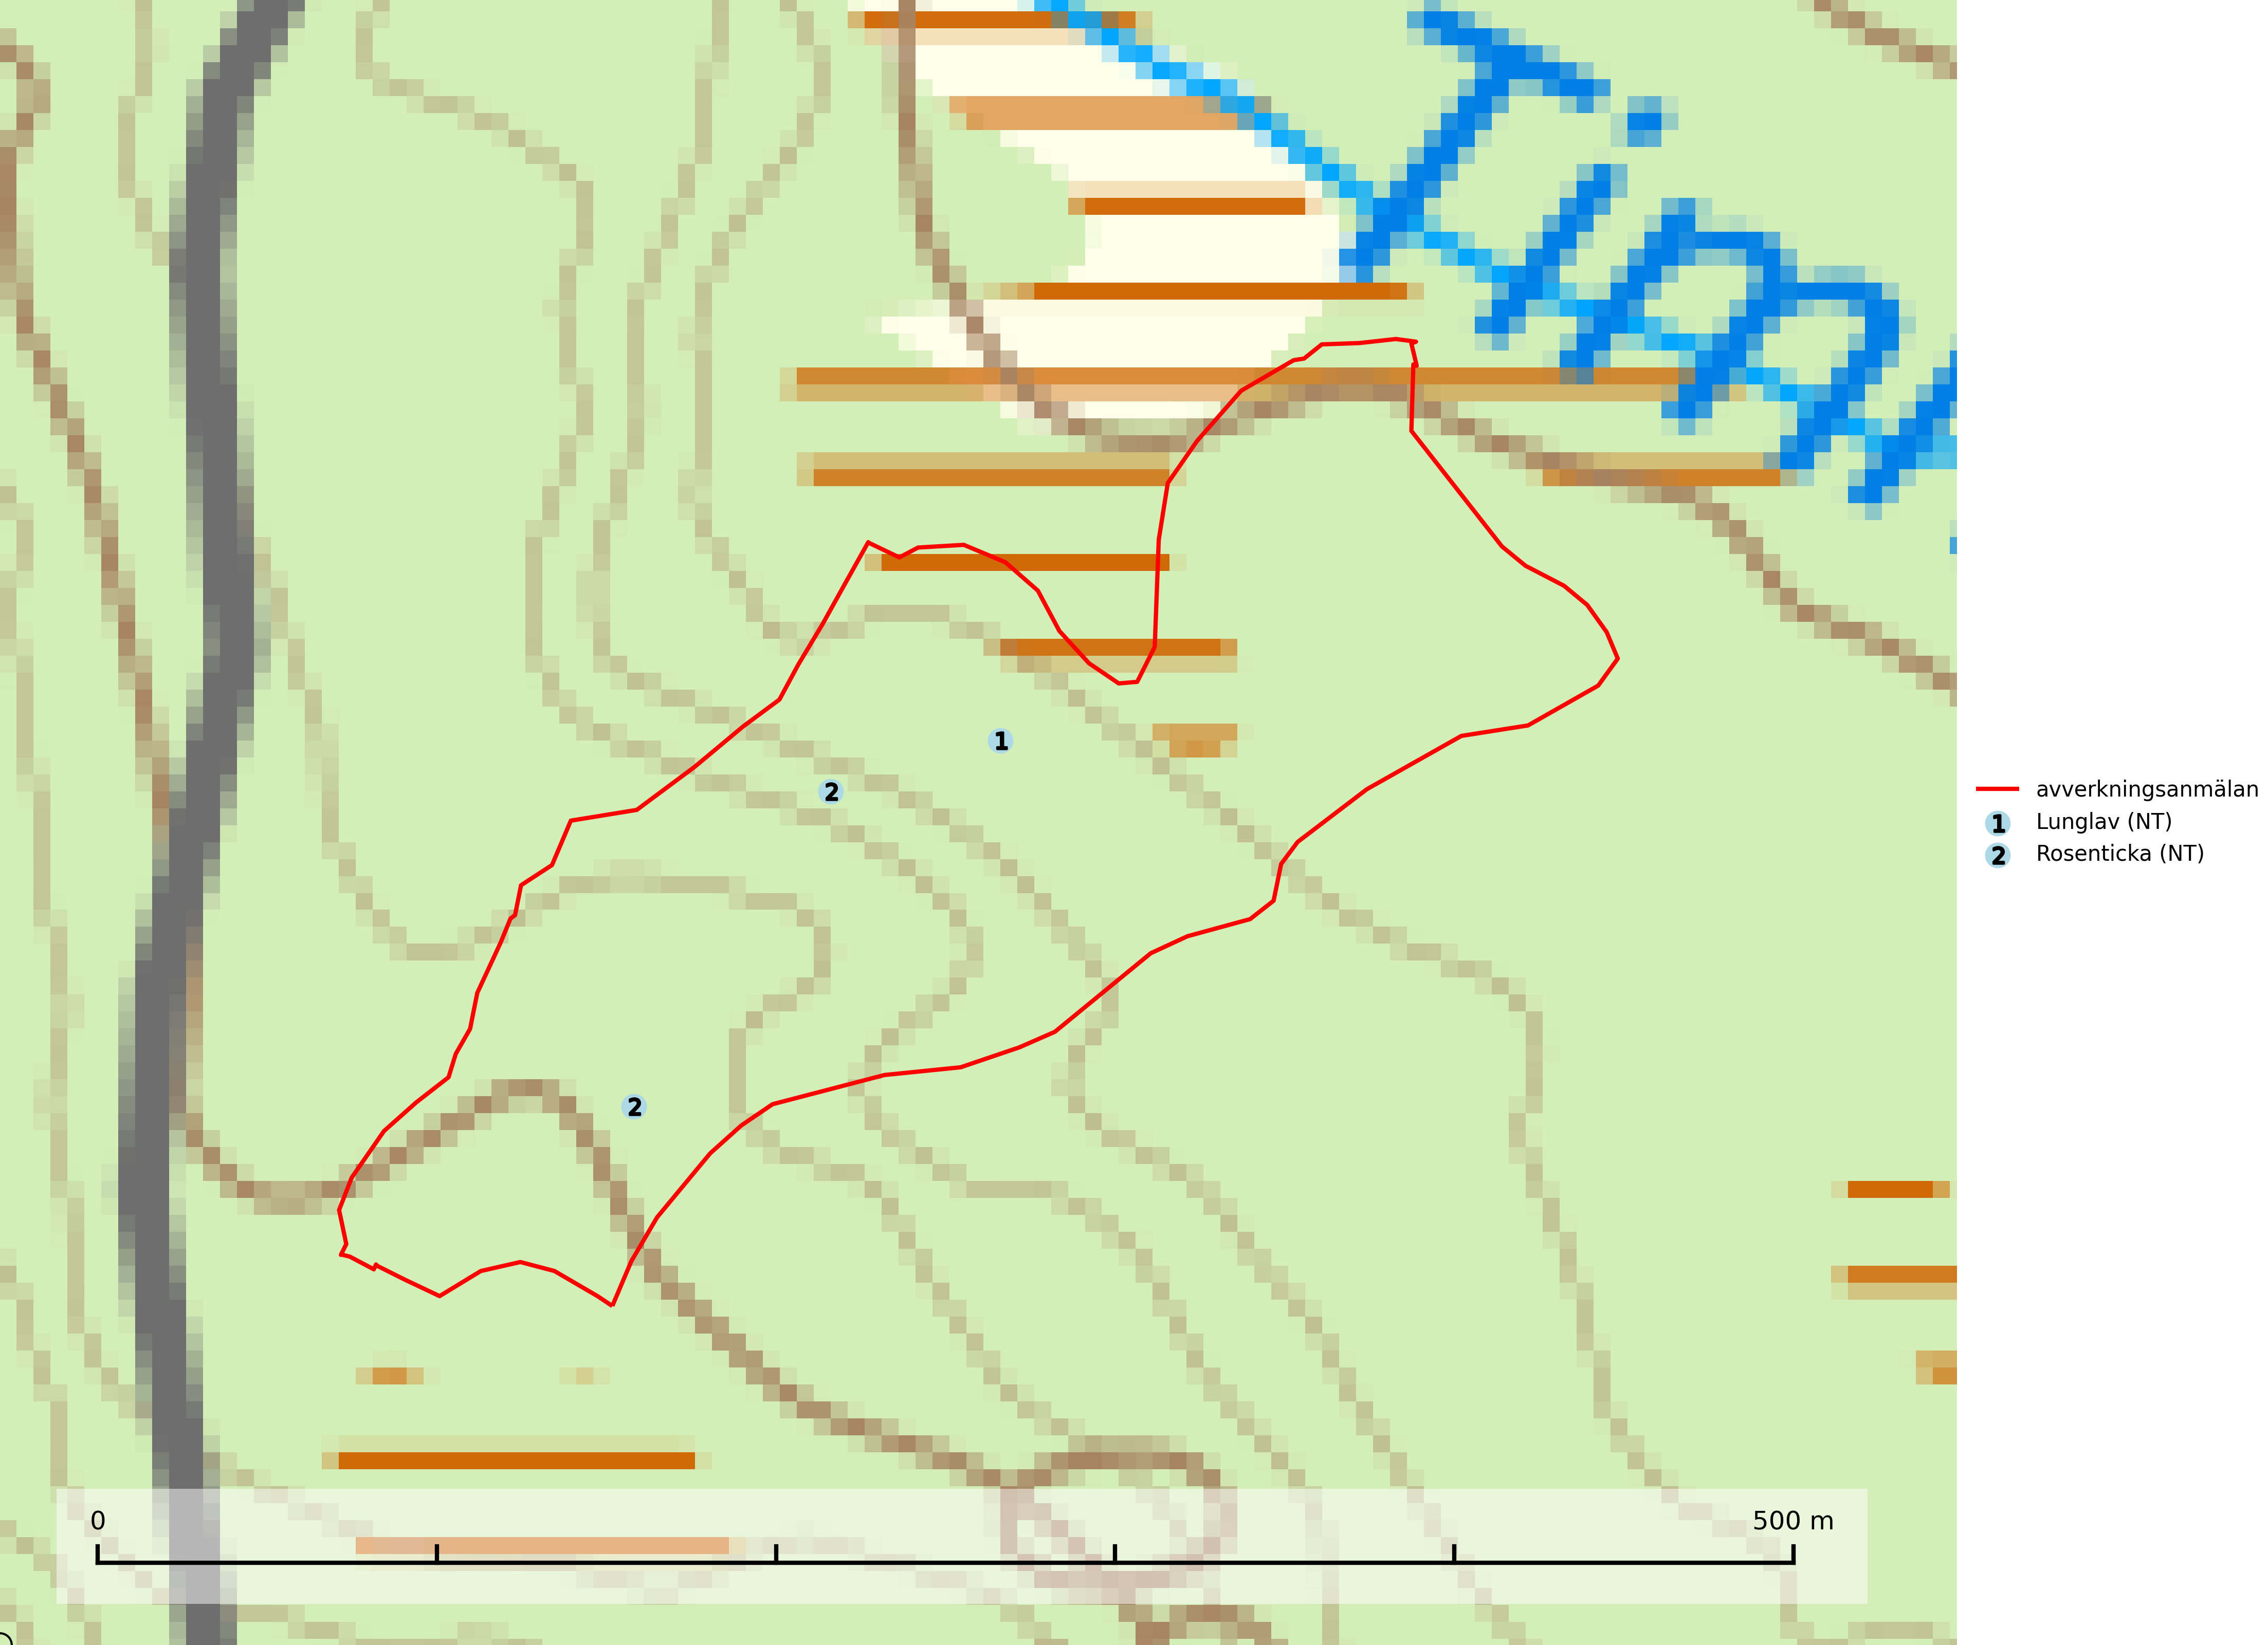 1
2
2
avverkningsanmälan
1 Lunglav (NT)
2 Rosenticka (NT)
0 500 m